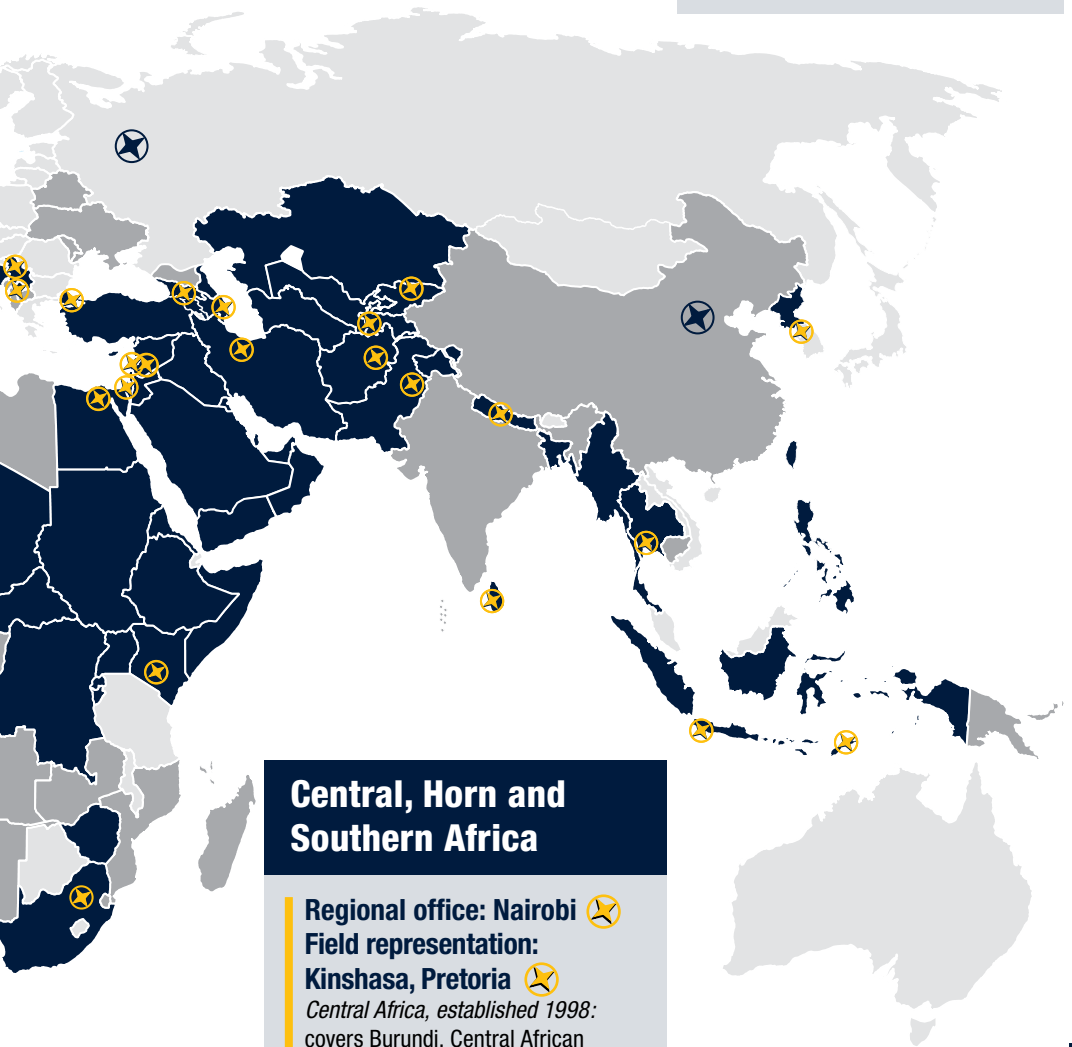 Central, Horn and
Southern Africa
Regional office: Nairobi
Field representation:
Kinshasa, Pretoria
Central Africa, established 1998:
covers Burundi, Central African